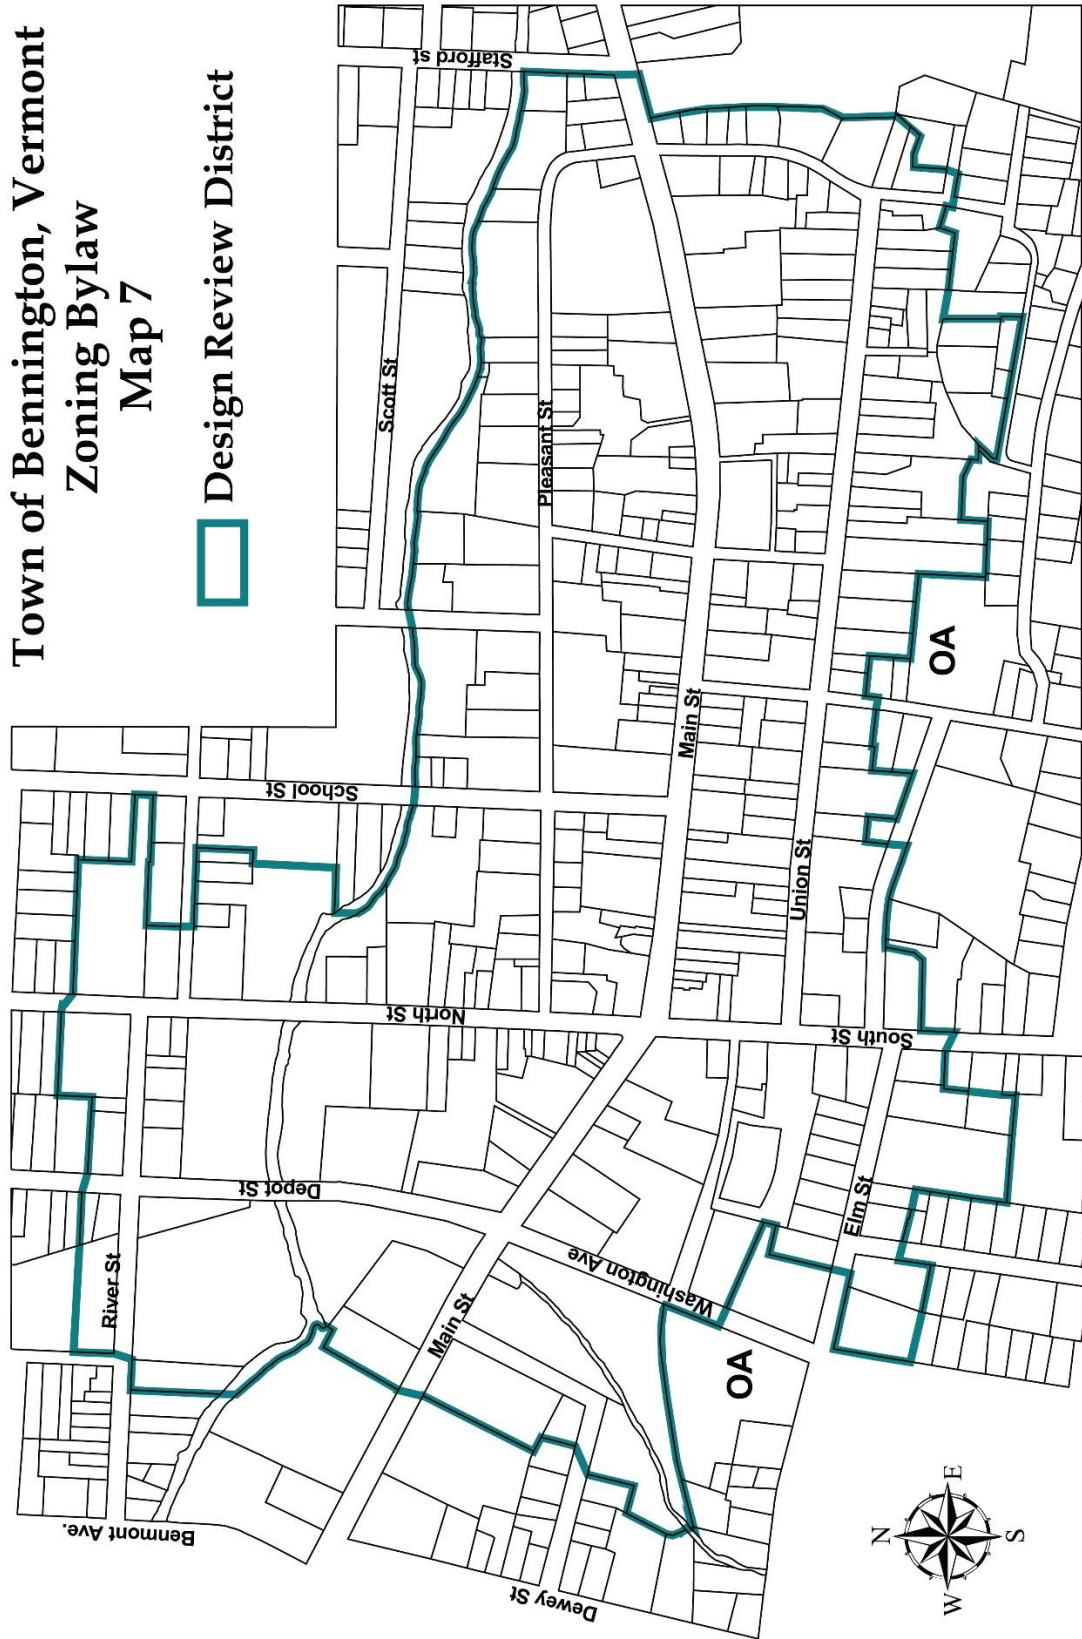 Town of Bennington, Vermont
Zoning Bylaw
Map 7
Design Review District
Stafford st
Scott St
Pleasant St
School St
Main St
Union St
North St
South St
OA
Depot St
River St
Main St
Washington Ave
Elm St
OA
Benmont Ave.
Dewey St
N
E
S
W